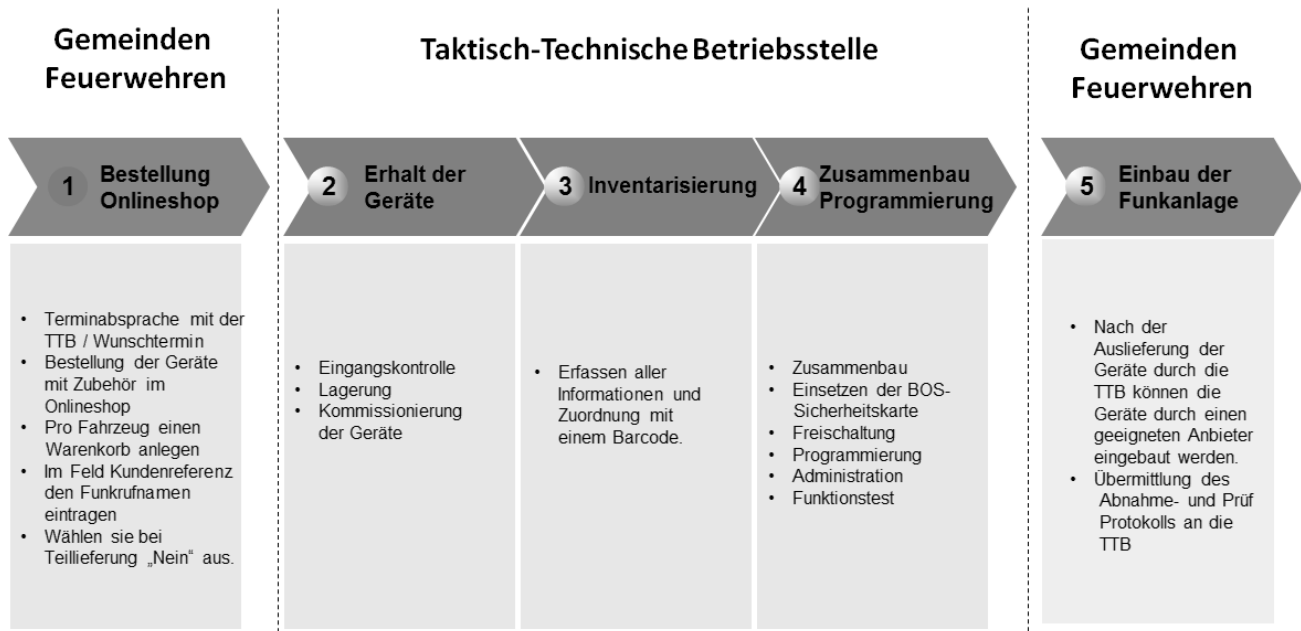 Gemeinden
Feuerwehren
Taktisch-Technische Betriebsstelle
Gemeinden
Feuerwehren
1 Bestellung
Onlineshop
2 Erhalt der
Geräte
3 Inventarisierung
4 Zusammenbau
Programmierung
5 Einbau der
Funkanlage
• Terminabsprache mit der
TTB / Wunschtermin
• Bestellung der Geräte
mit Zubehör im
Onlineshop
• Pro Fahrzeug einen
Warenkorb anlegen
• Im Feld Kundenreferenz
den Funkrufnamen
eintragen
• Wählen sie bei
Teillieferung „Nein“ aus.
• Eingangskontrolle
• Lagerung
• Kommissionierung
der Geräte
• Erfassen aller
Informationen und
Zuordnung mit
einem Barcode.
• Zusammenbau
• Einsetzen der BOS-
Sicherheitskarte
• Freischaltung
• Programmierung
• Administration
• Funktionstest
• Nach der
Auslieferung der
Geräte durch die
TTB können die
Geräte durch einen
geeigneten Anbieter
eingebaut werden.
• Übermittlung des
Abnahme- und Prüf
Protokolls an die
TTB